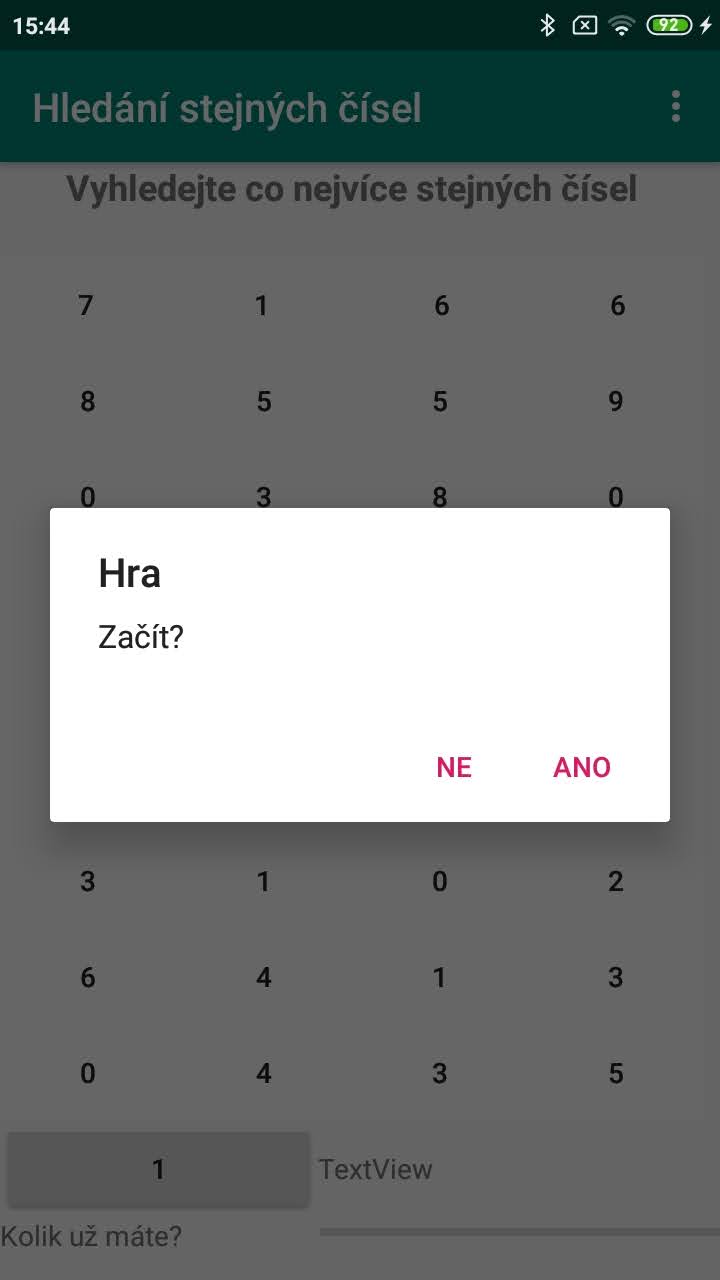 15:44 92
Hledání stejných čísel
Vyhledejte co nejvíce stejných čísel
7 1 6 6
8 5 5 9
0 3 8 0
Hra
Začít?
NE ANO
3 1 0 2
6 4 1 3
0 4 3 5
1 TextView
Kolik už máte?